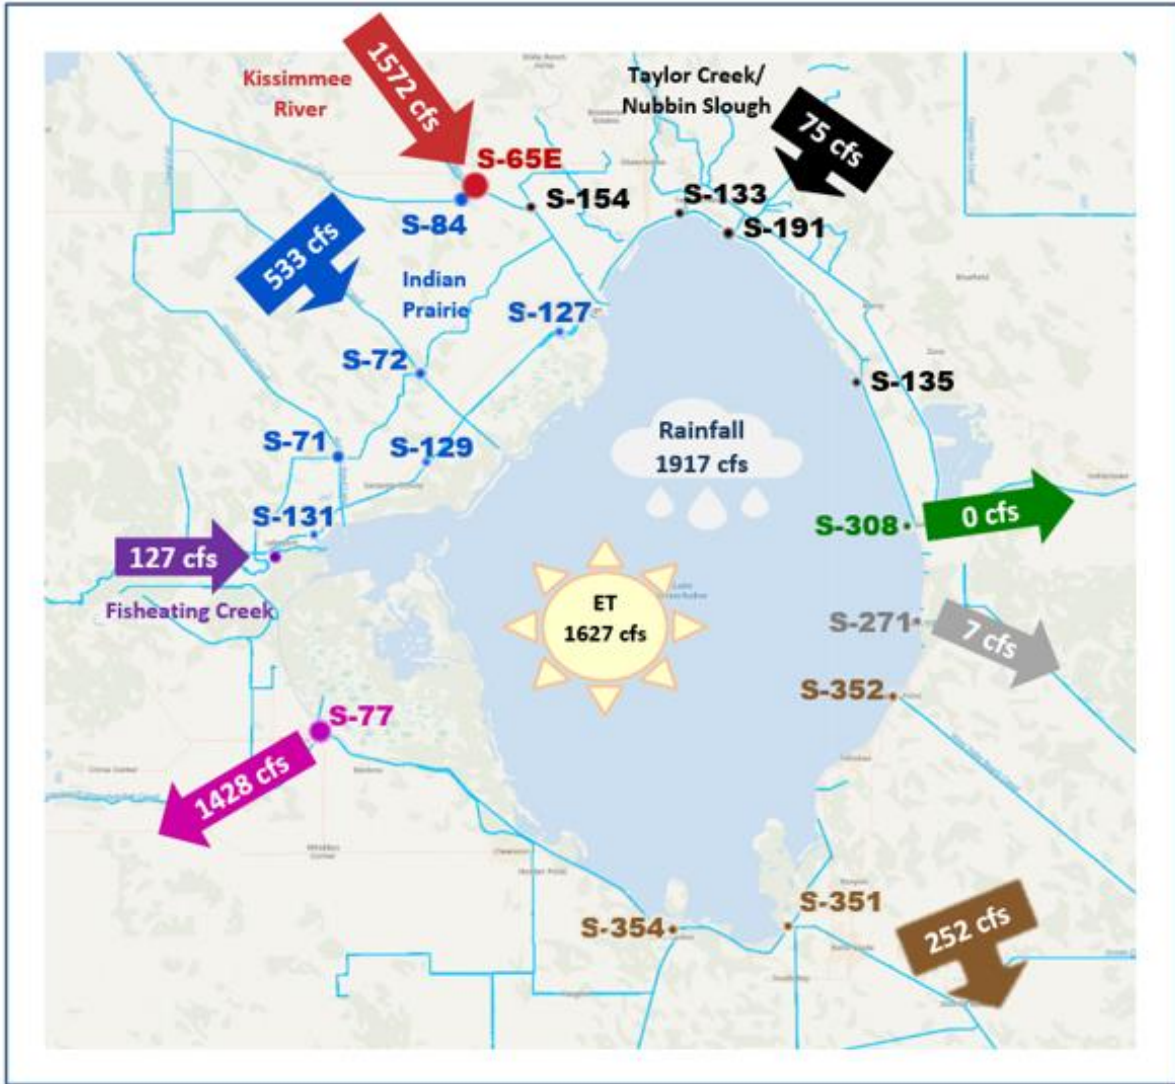 1572 cfs
Kissimmee
River
Taylor Creek/
Nubbin Slough
75 cfs
S-65E
S-154
S-133
S-84
S-191
533 cfs
Indian
Prairie
S-127
S-72
S-135
Rainfall
1917 cfs
S-71
S-129
S-131
S-308
0 cfs
127 cfs
Fisheating Creek
ET
1627 cfs
S-271
7 cfs
S-352
S-77
1428 cfs
S-351
S-354
252 cfs